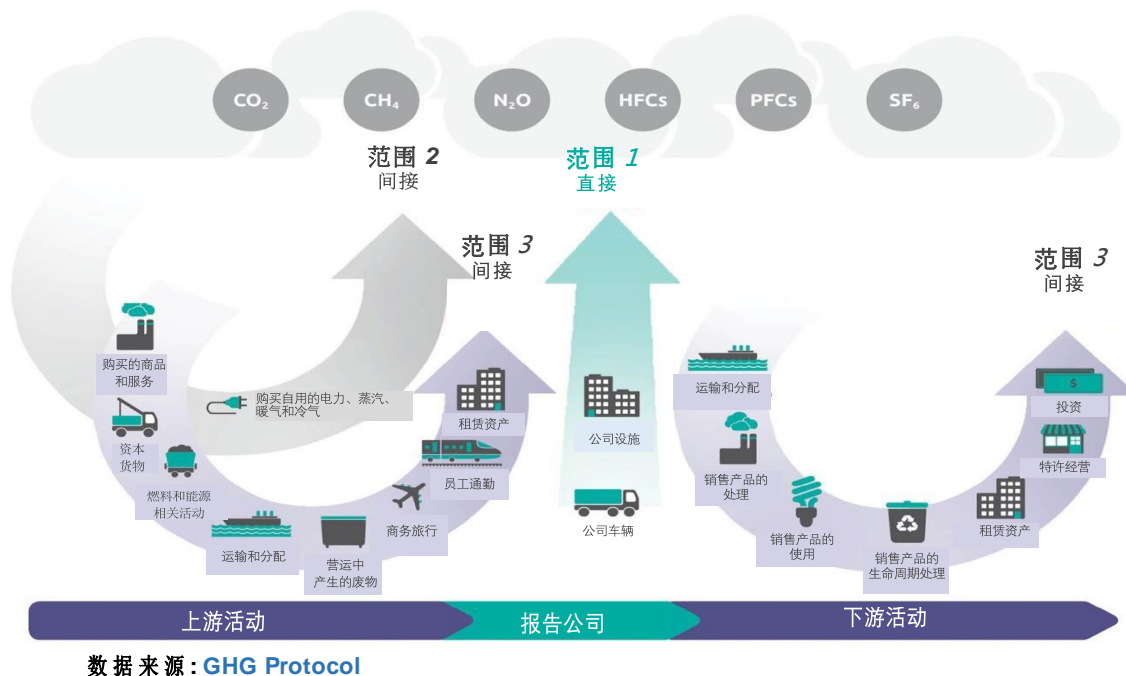 CO₂
CH₄
N₂O
HFCs
PFCs
SF₆
范围 2
间接
范围 1
直接
范围 3
间接
范围 3
间接
购买的商品
和服务
购买自用的电力、蒸汽、
暖气和冷气
资本
货物
燃料和能源
相关活动
运输和分配
营运中
产生的废物
商务旅行
员工通勤
租赁资产
公司设施
公司车辆
运输和分配
销售产品的
处理
销售产品的
使用
销售产品的
生命周期处理
租赁资产
特许经营
投资
$
上游活动
报告公司
下游活动
数据来源: GHG Protocol